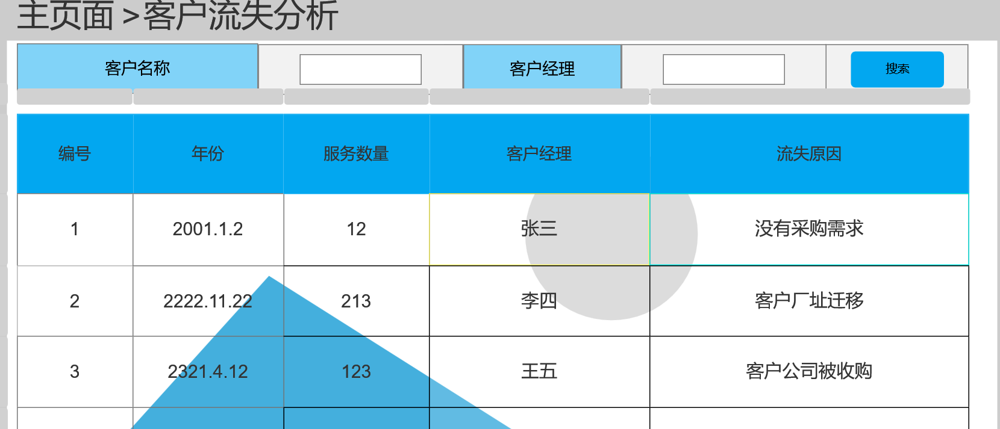 主页面 >客户流失分析
客户名称 客户经理 搜索
编号 年份 服务数量 客户经理 流失原因
1 2001.1.2 12 张三 没有采购需求
2 2222.11.22 213 李四 客户厂址迁移
3 2321.4.12 123 王五 客户公司被收购